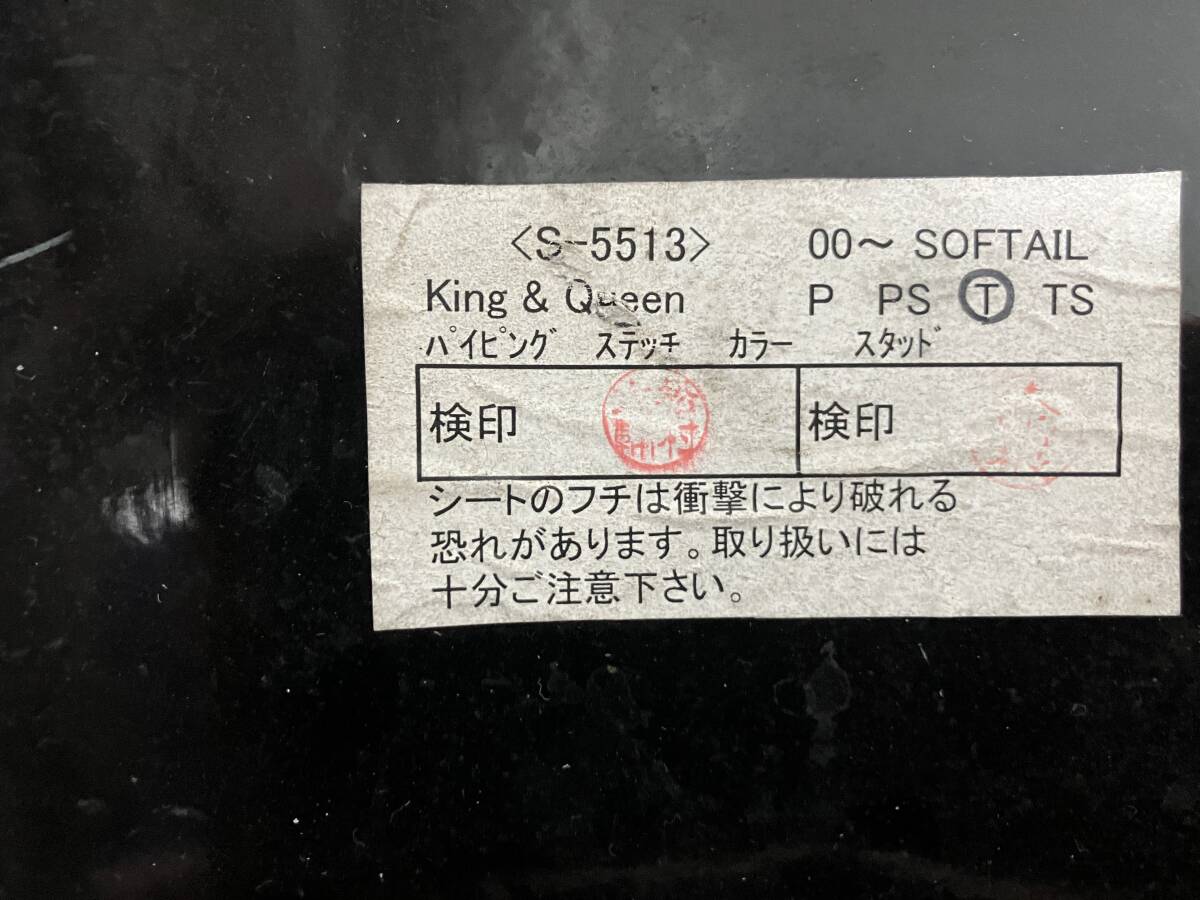 <S-5513> 00～ SOFTAIL
King & Queen P PS T TS
ﾊﾟｲﾋﾟﾝｸﾞ ｽﾃｯﾁ ｶﾗｰ ｽﾀｯﾄﾞ
検印 検印
シートのフチは衝撃により破れる
恐れがあります。取り扱いには
十分ご注意下さい。